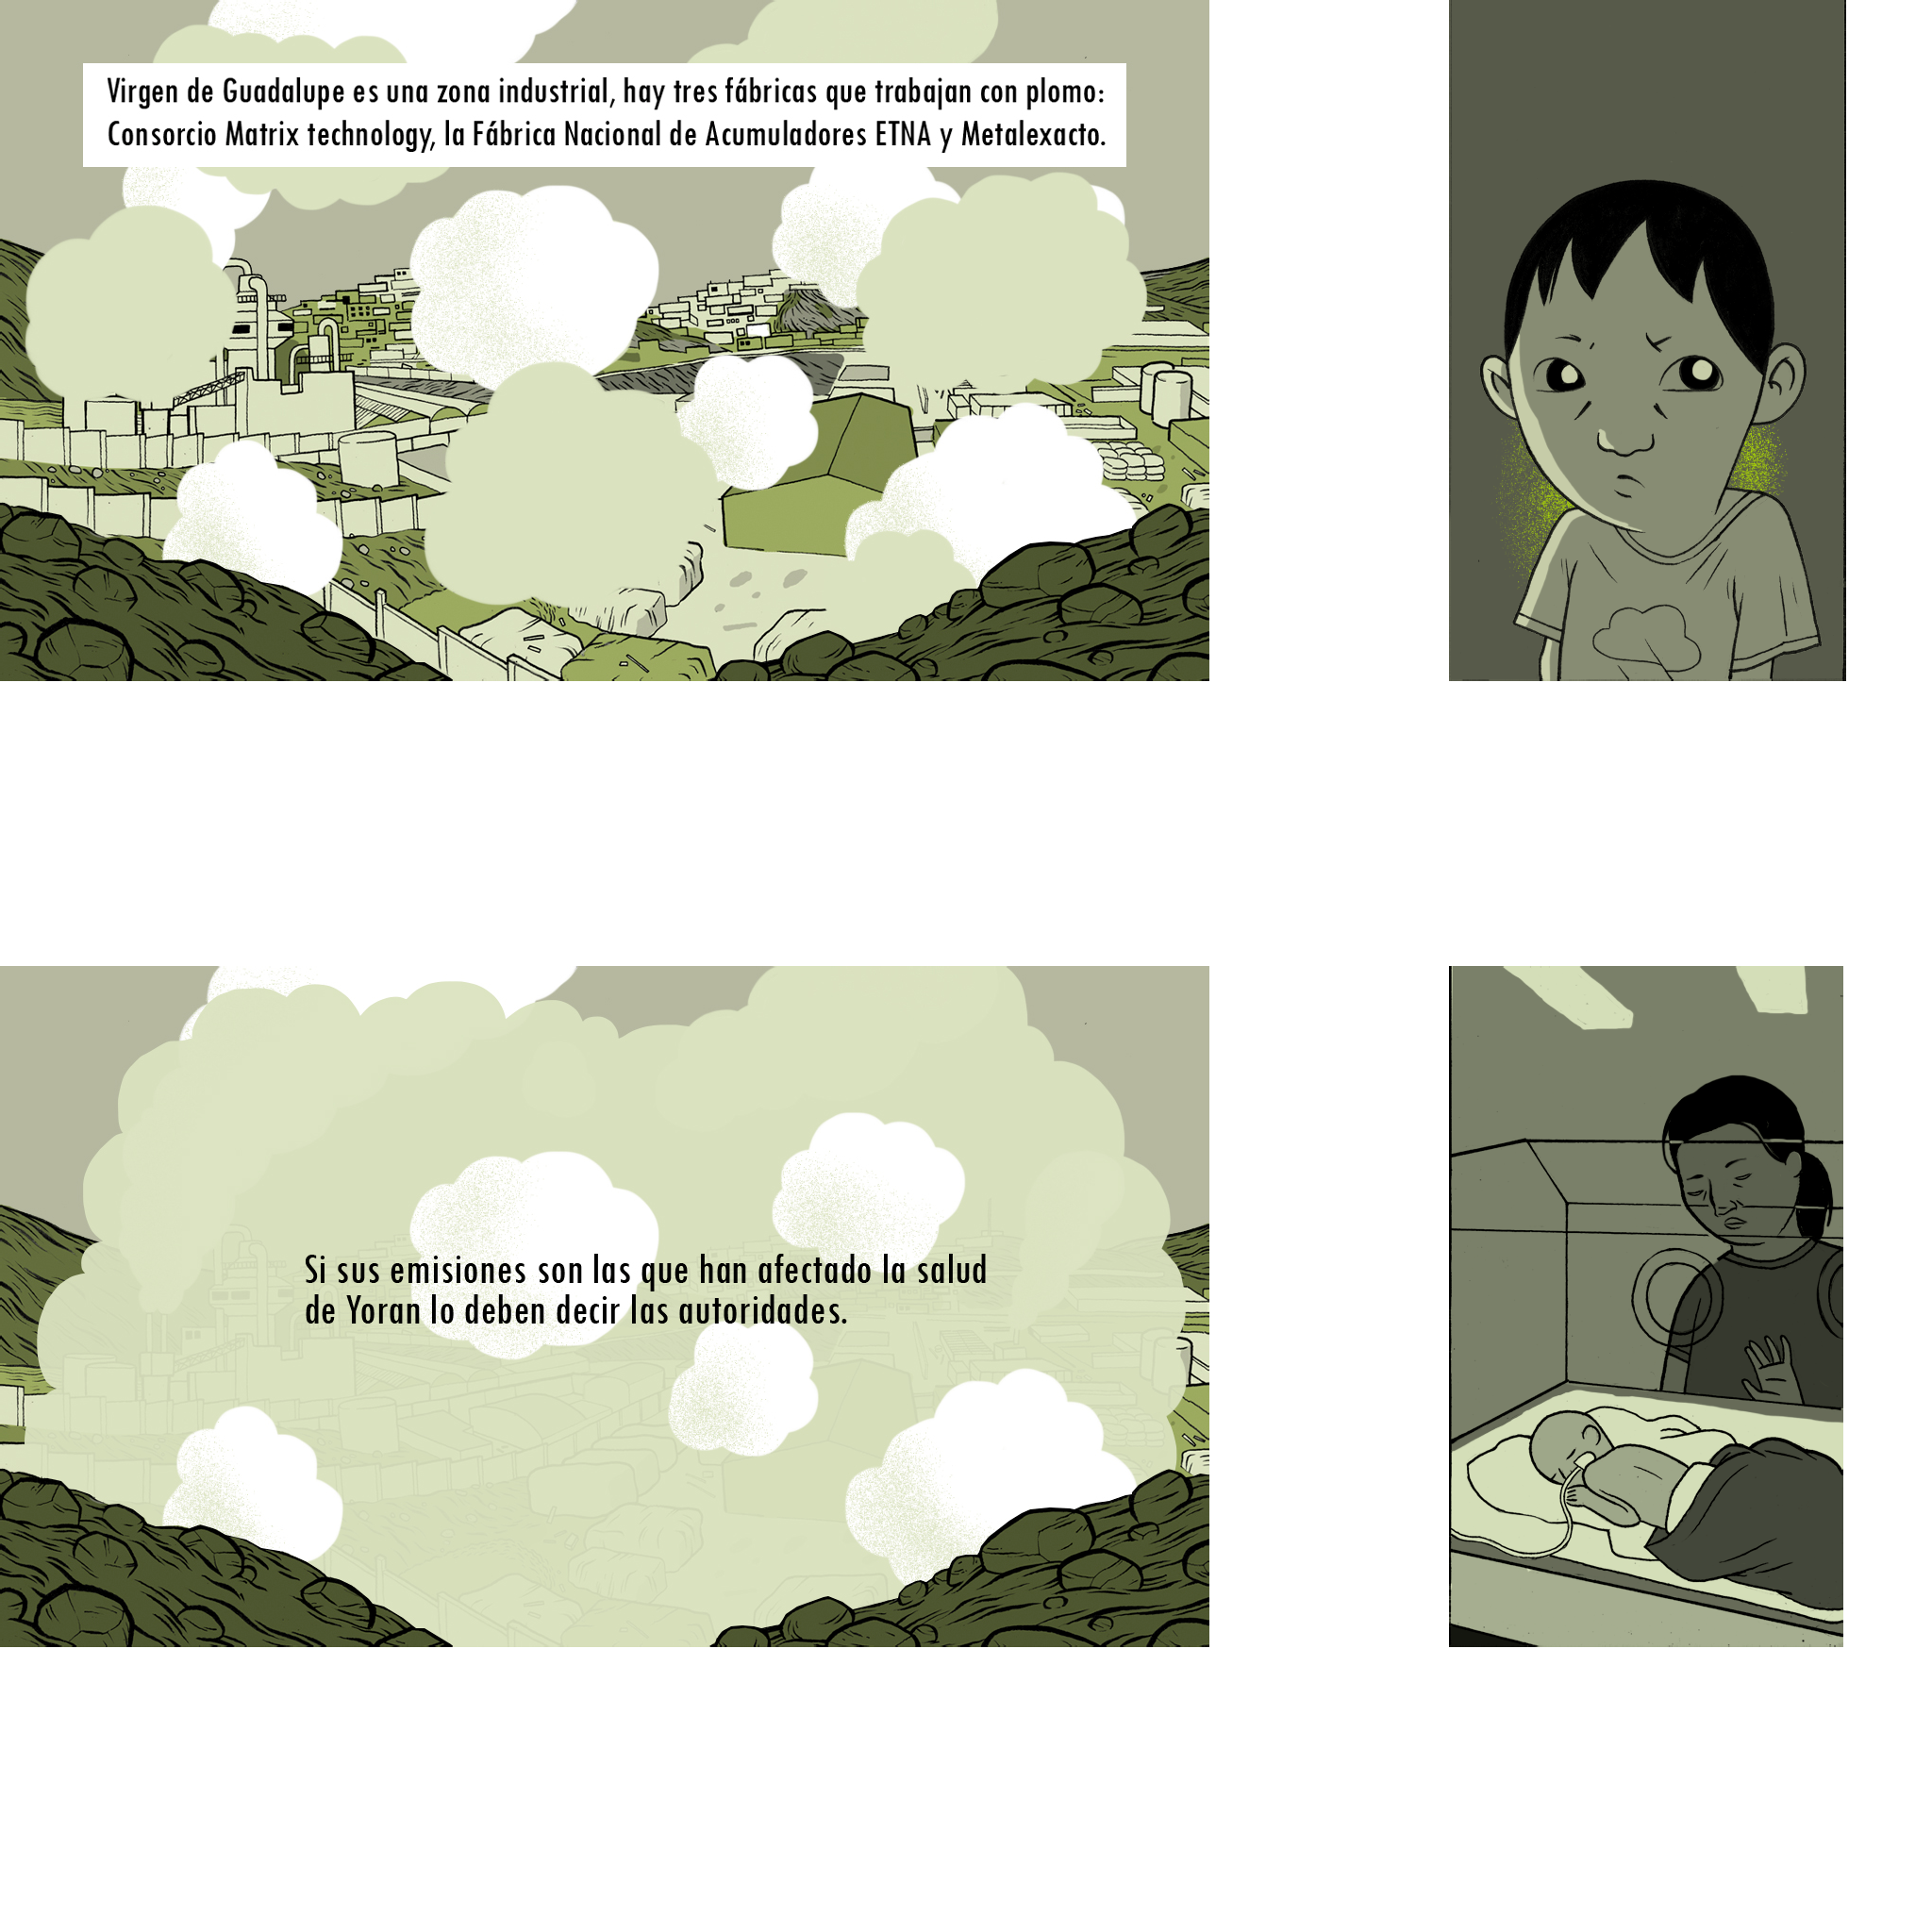 Virgen de Guadalupe es una zona industrial, hay tres fábricas que trabajan con plomo:
Consorcio Matrix technology, la Fábrica Nacional de Acumuladores ETNA y Metalexacto.
Si sus emisiones son las que han afectado la salud
de Yoran lo deben decir las autoridades.